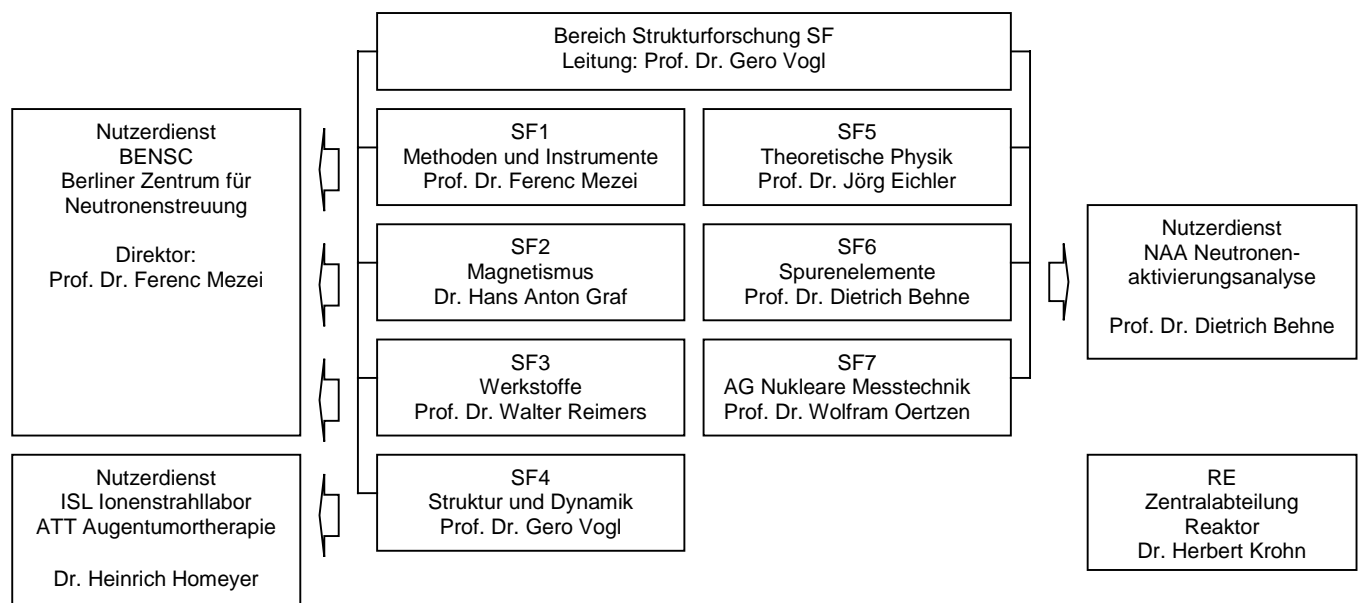 Bereich Strukturforschung SF
Leitung: Prof. Dr. Gero Vogl
Nutzerdienst
BENSC
Berliner Zentrum für
Neutronenstreuung
Direktor:
Prof. Dr. Ferenc Mezei
SF1
Methoden und Instrumente
Prof. Dr. Ferenc Mezei
SF5
Theoretische Physik
Prof. Dr. Jörg Eichler
SF2
Magnetismus
Dr. Hans Anton Graf
SF6
Spurenelemente
Prof. Dr. Dietrich Behne
Nutzerdienst
NAA Neutronen-
aktivierungsanalyse
Prof. Dr. Dietrich Behne
SF3
Werkstoffe
Prof. Dr. Walter Reimers
SF7
AG Nukleare Messtechnik
Prof. Dr. Wolfram Oertzen
Nutzerdienst
ISL Ionenstrahllabor
ATT Augentumortherapie
Dr. Heinrich Homeyer
SF4
Struktur und Dynamik
Prof. Dr. Gero Vogl
RE
Zentralabteilung
Reaktor
Dr. Herbert Krohn